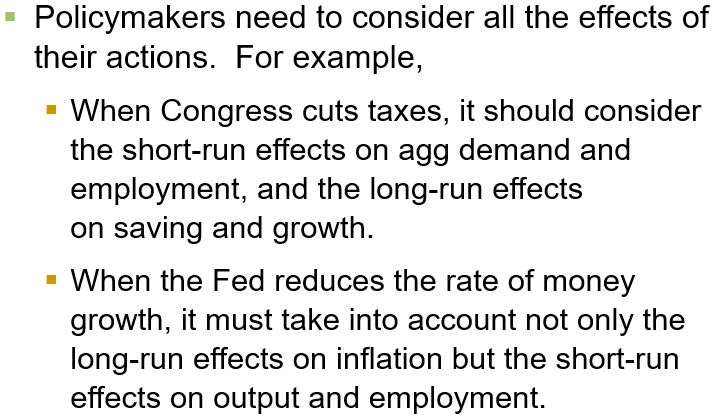 Policymakers need to consider all the effects of
their actions.  For example,
When Congress cuts taxes, it should consider
the short-run effects on agg demand and
employment, and the long-run effects
on saving and growth.
When the Fed reduces the rate of money
growth, it must take into account not only the
long-run effects on inflation but the short-run
effects on output and employment.